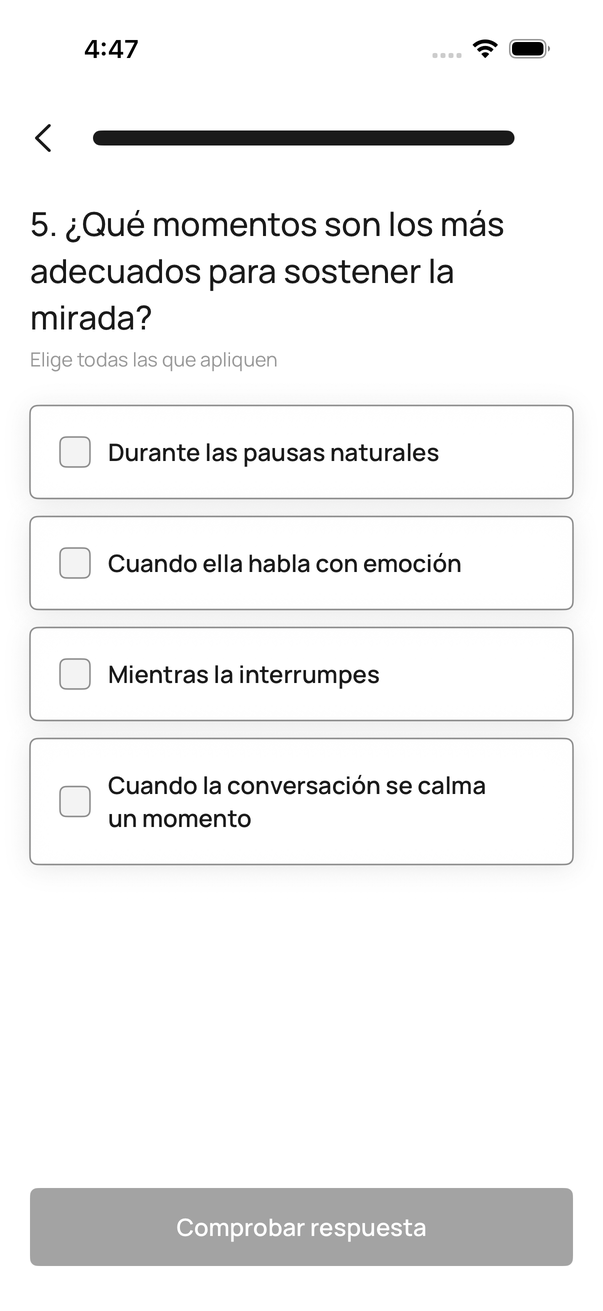 4:47
5. ¿Qué momentos son los más
adecuados para sostener la
mirada?
Elige todas las que apliquen
Durante las pausas naturales
Cuando ella habla con emoción
Mientras la interrumpes
Cuando la conversación se calma
un momento
Comprobar respuesta